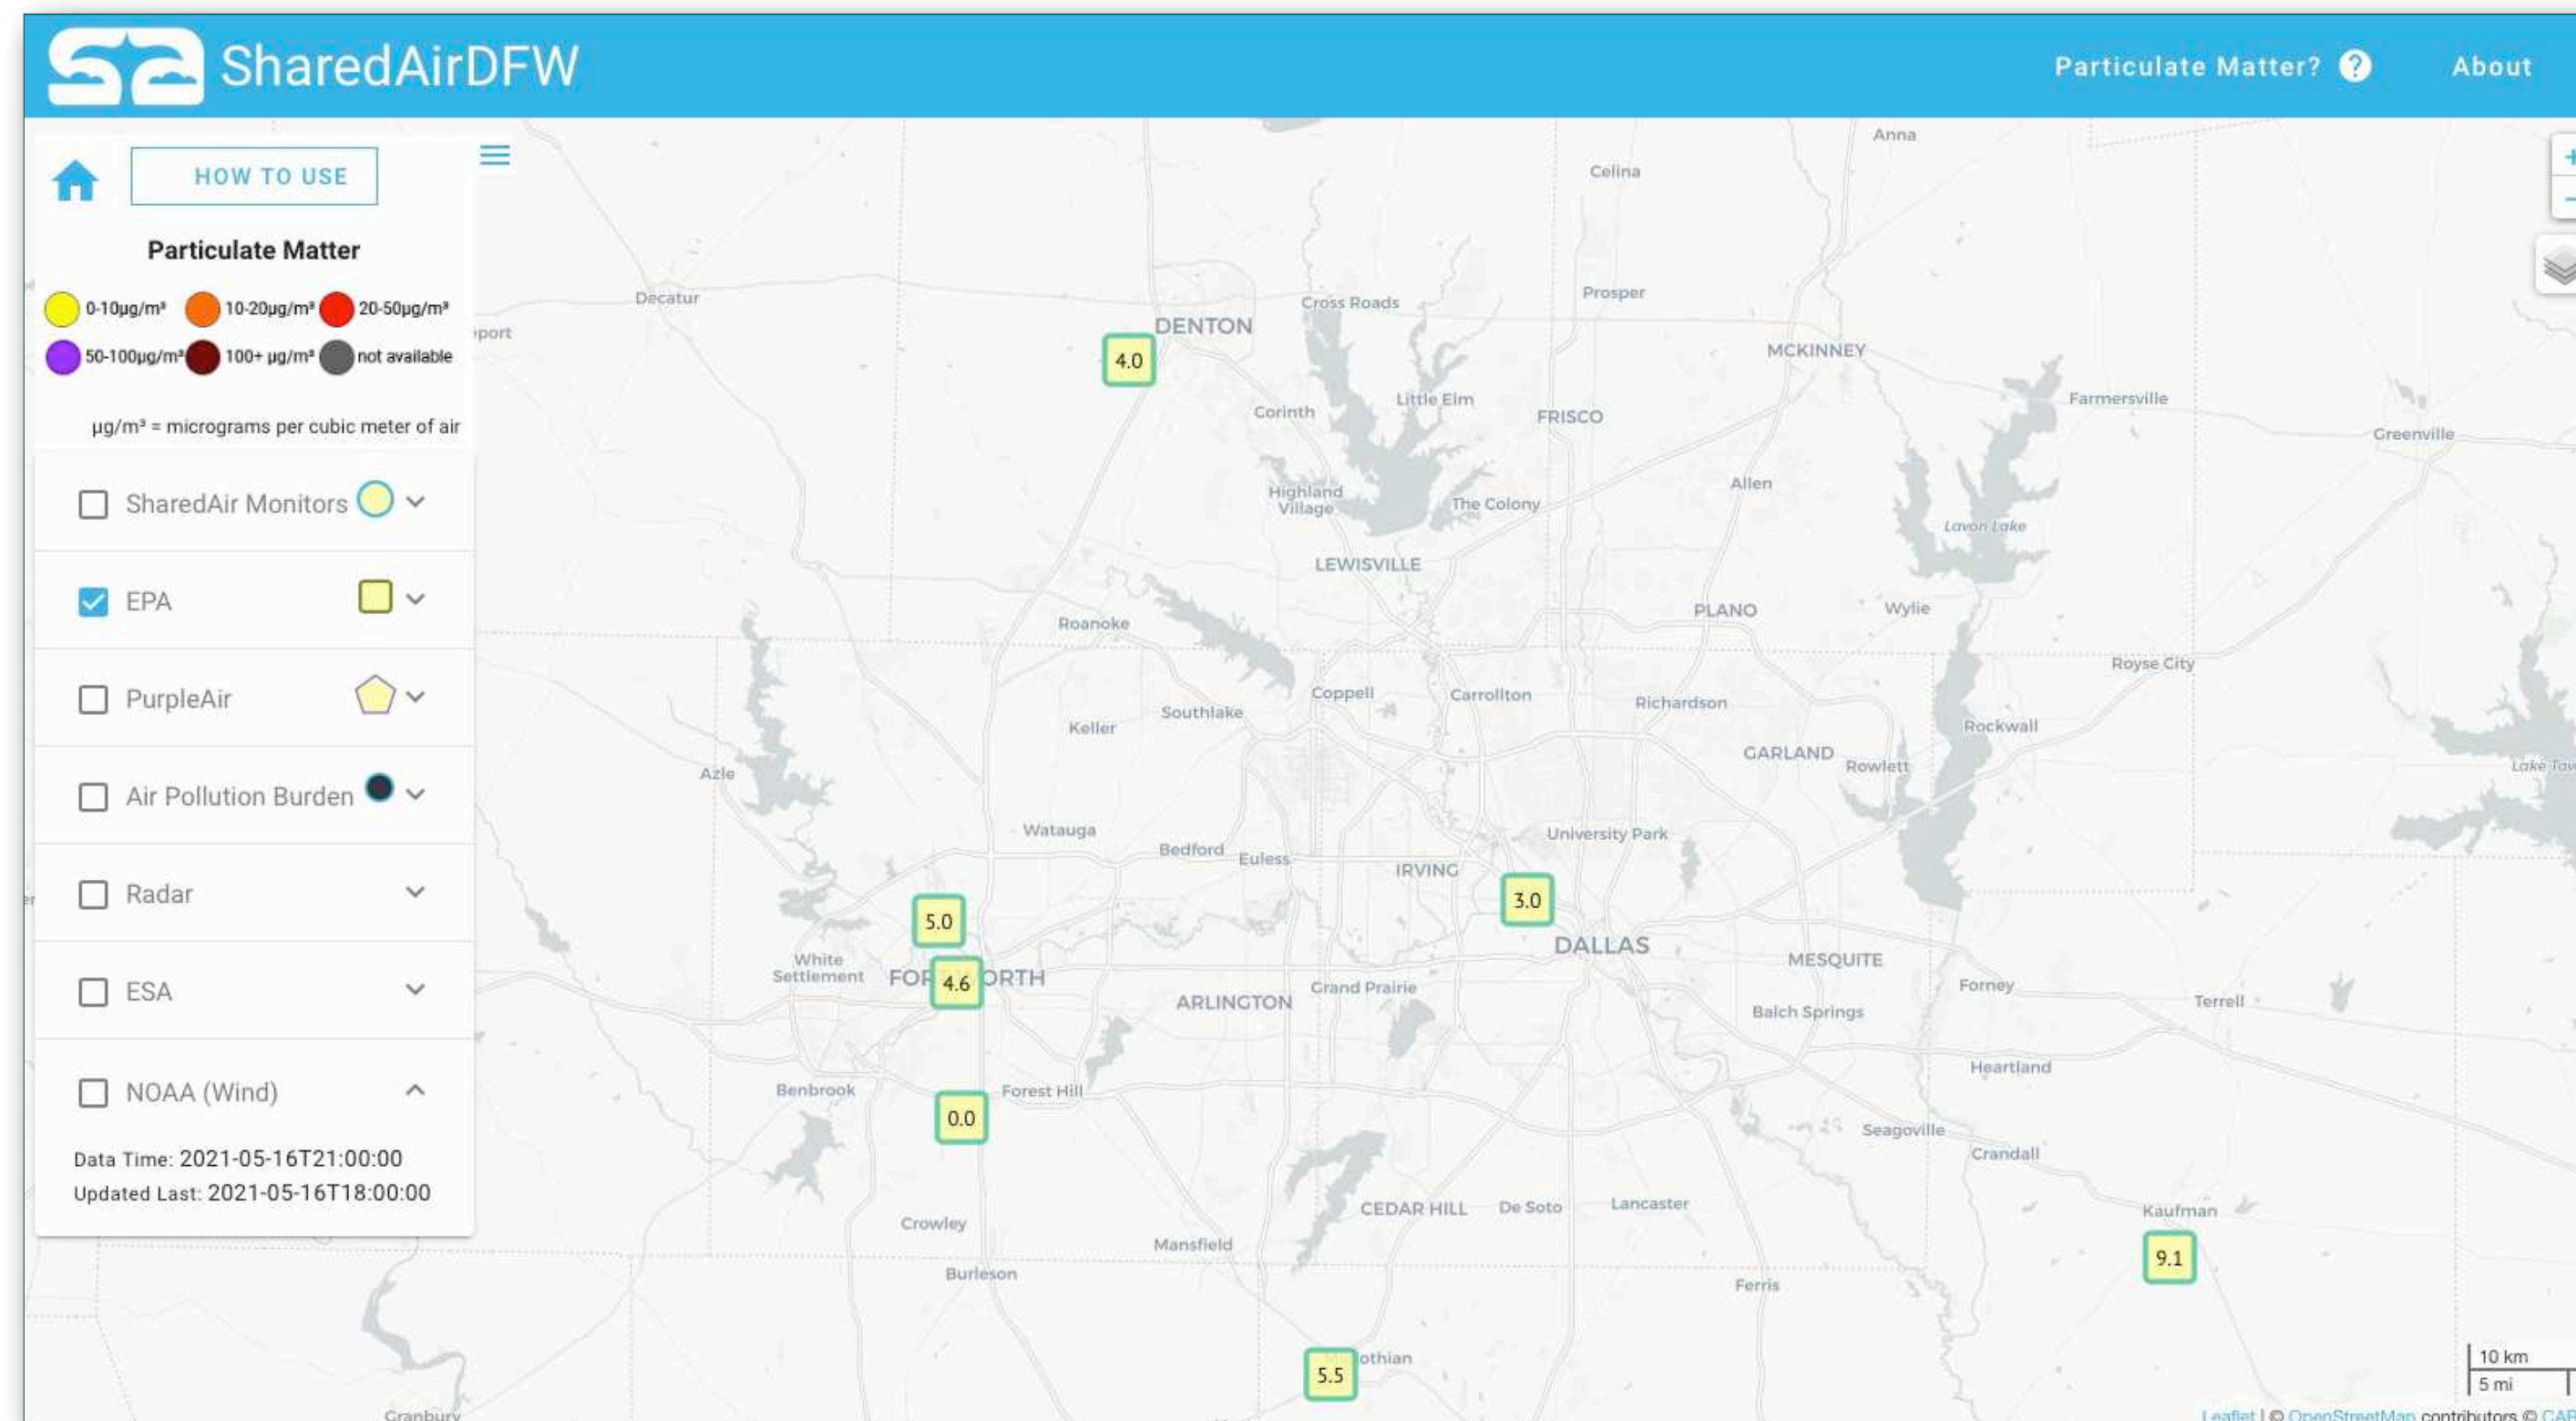 SharedAirDFW
Particulate Matter? ?
About
HOW TO USE
Particulate Matter
0-10µg/m³ 10-20µg/m³ 20-50µg/m³
50-100µg/m³ 100+ µg/m³ not available
µg/m³ = micrograms per cubic meter of air
SharedAir Monitors
EPA
PurpleAir
Air Pollution Burden
Radar
ESA
NOAA (Wind)
Data Time: 2021-05-16T21:00:00
Updated Last: 2021-05-16T18:00:00
Anna
Celina
Decatur
Cross Roads
Prosper
DENTON
4.0
MCKINNEY
Corinth
Little Elm
FRISCO
Farmersville
Greenville
Highland
Village
The Colony
Allen
Lavon Lake
LEWISVILLE
Roanoke
PLANO
Wylie
Royse City
Coppell
Carrollton
Richardson
Southlake
Keller
Rockwall
GARLAND
Rowlett
Azle
Lake
Watauga
University Park
Bedford
Euless
IRVING
3.0
5.0
DALLAS
White
Settlement
4.6
MESQUITE
Grand Prairie
Forney
ARLINGTON
Terrell
Balch Springs
Heartland
Benbrook
Forest Hill
0.0
Seagoville
Crandall
CEDAR HILL
De Soto
Lancaster
Kaufman
Crowley
Mansfield
9.1
Burleson
Ferris
5.5
othian
10 km
5 mi
Granbury
Leaflet | © OpenStreetMap contributors ©